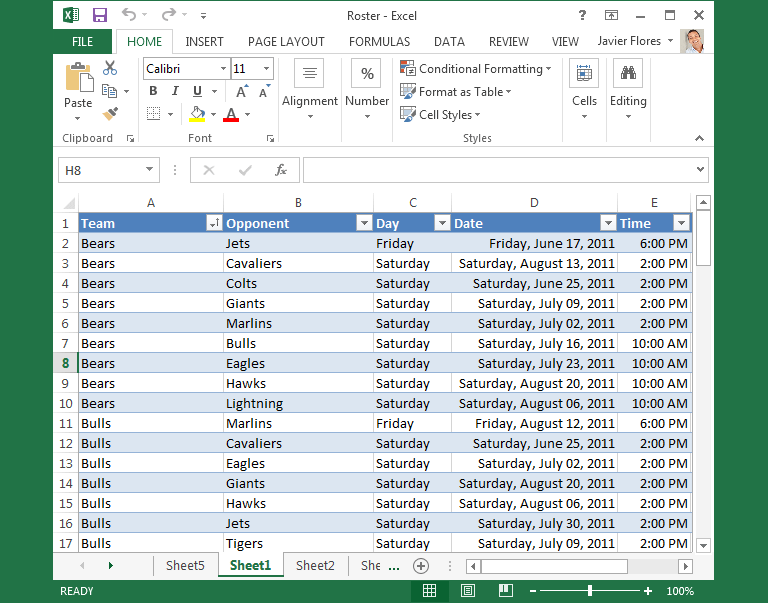 Roster - Excel
?
FILE HOME INSERT PAGE LAYOUT FORMULAS DATA REVIEW VIEW Javier Flores
Paste Calibri 11 B I U A A A Alignment % Number Conditional Formatting Format as Table Cell Styles Cells Editing
Clipboard Font Styles
H8 fx
A B C D E
1 Team Opponent Day Date Time
2 Bears Jets Friday Friday, June 17, 2011 6:00 PM
3 Bears Cavaliers Saturday Saturday, August 13, 2011 2:00 PM
4 Bears Colts Saturday Saturday, June 25, 2011 2:00 PM
5 Bears Giants Saturday Saturday, July 09, 2011 2:00 PM
6 Bears Marlins Saturday Saturday, July 02, 2011 2:00 PM
7 Bears Bulls Saturday Saturday, July 16, 2011 10:00 AM
8 Bears Eagles Saturday Saturday, July 23, 2011 10:00 AM
9 Bears Hawks Saturday Saturday, August 20, 2011 10:00 AM
10 Bears Lightning Saturday Saturday, August 06, 2011 10:00 AM
11 Bulls Marlins Friday Friday, August 12, 2011 6:00 PM
12 Bulls Cavaliers Saturday Saturday, June 25, 2011 2:00 PM
13 Bulls Eagles Saturday Saturday, July 02, 2011 2:00 PM
14 Bulls Giants Saturday Saturday, August 20, 2011 2:00 PM
15 Bulls Hawks Saturday Saturday, August 06, 2011 2:00 PM
16 Bulls Jets Saturday Saturday, July 30, 2011 2:00 PM
17 Bulls Tigers Saturday Saturday, July 09, 2011 2:00 PM
Sheet5 Sheet1 Sheet2 She ...
READY 100%